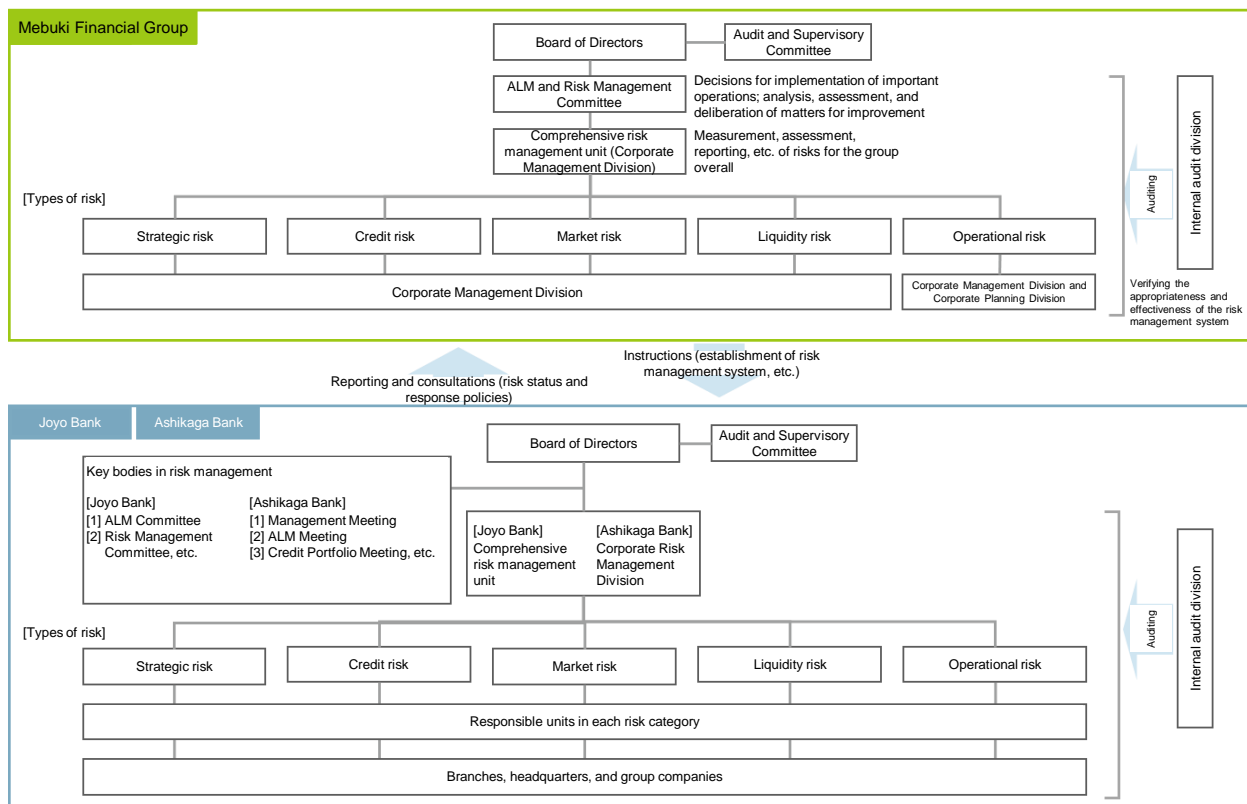 Mebuki Financial Group
Board of Directors
Audit and Supervisory
Committee
ALM and Risk Management
Committee
Decisions for implementation of important
operations; analysis, assessment, and
deliberation of matters for improvement
Comprehensive risk
management unit (Corporate
Management Division)
Measurement, assessment,
reporting, etc. of risks for the group
overall
[Types of risk]
Strategic risk
Credit risk
Market risk
Liquidity risk
Operational risk
Corporate Management Division
Corporate Management Division and
Corporate Planning Division
Auditing
Internal audit division
Verifying the
appropriateness and
effectiveness of the risk
management system
Instructions (establishment of risk
management system, etc.)
Reporting and consultations (risk status and
response policies)
Joyo Bank
Ashikaga Bank
Board of Directors
Audit and Supervisory
Committee
Key bodies in risk management
[Joyo Bank]
[1] ALM Committee
[2] Risk Management
Committee, etc.
[Ashikaga Bank]
[1] Management Meeting
[2] ALM Meeting
[3] Credit Portfolio Meeting, etc.
[Joyo Bank]
Comprehensive
risk management
unit
[Ashikaga Bank]
Corporate Risk
Management
Division
[Types of risk]
Strategic risk
Credit risk
Market risk
Liquidity risk
Operational risk
Responsible units in each risk category
Branches, headquarters, and group companies
Auditing
Internal audit division